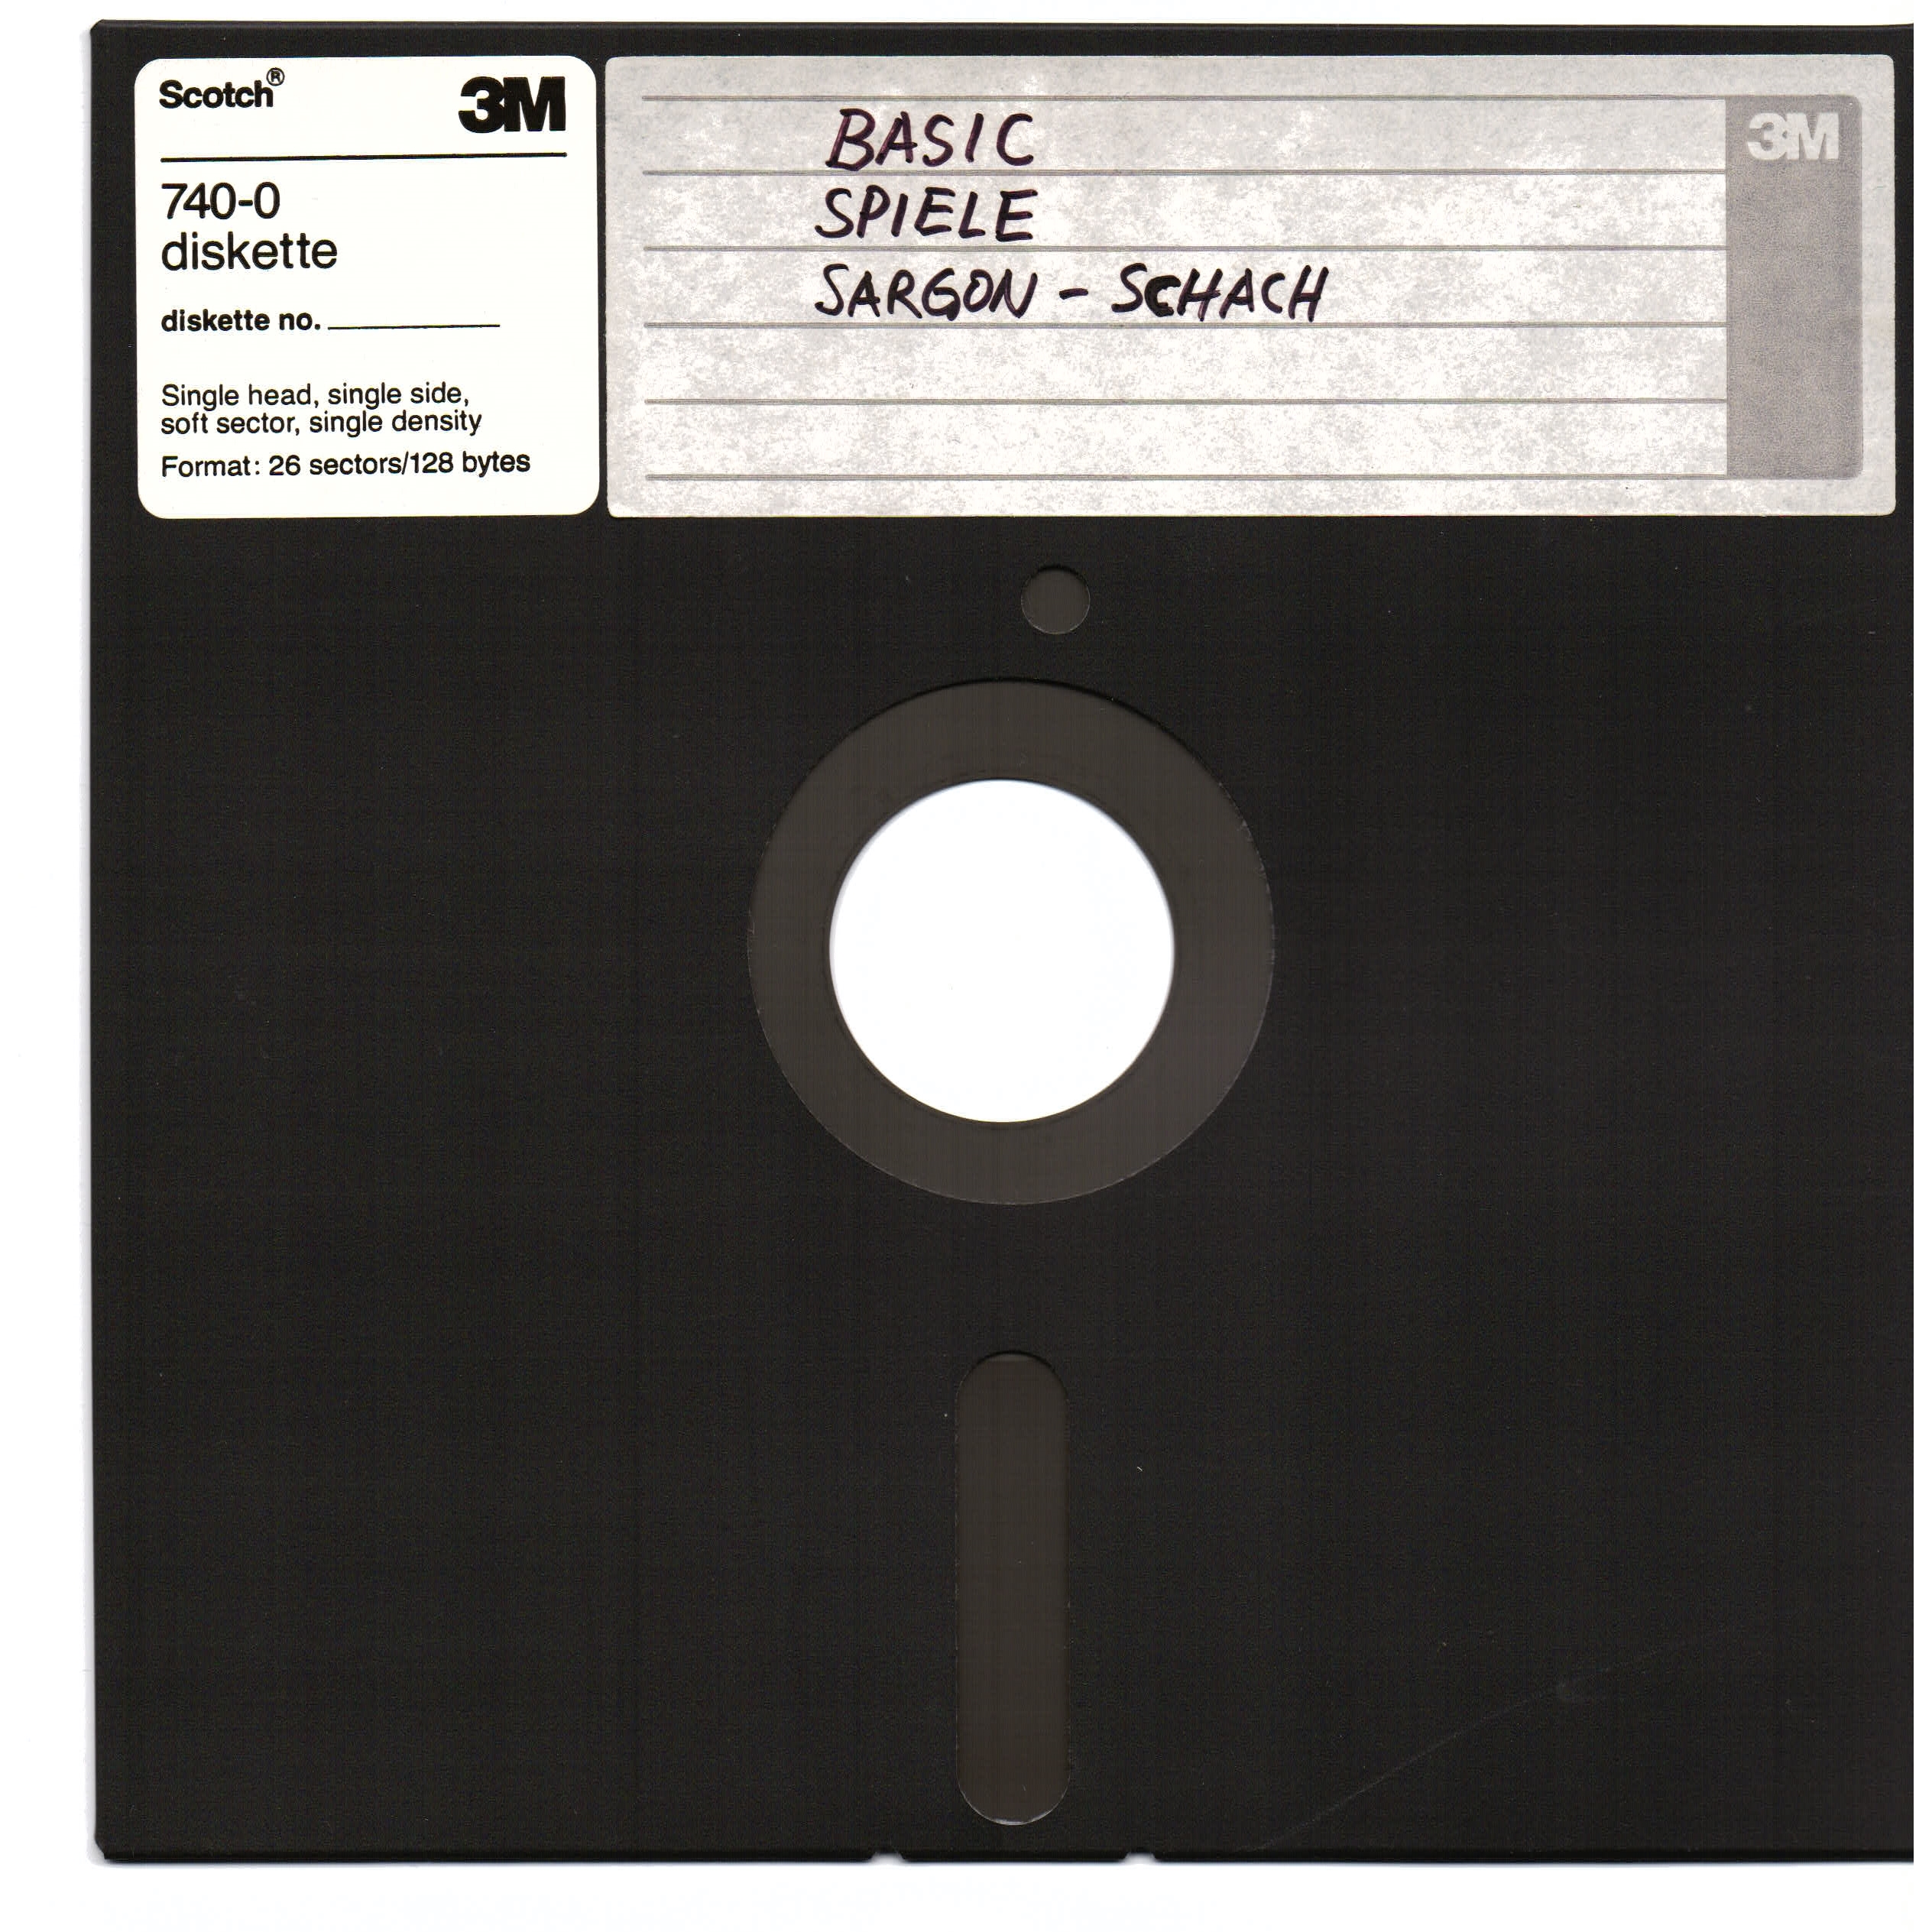 Scotch® 3M
740-0
diskette
diskette no.
Single head, single side,
soft sector, single density
Format: 26 sectors/128 bytes
BASIC
SPIELE
SARGON - SCHACH
3M